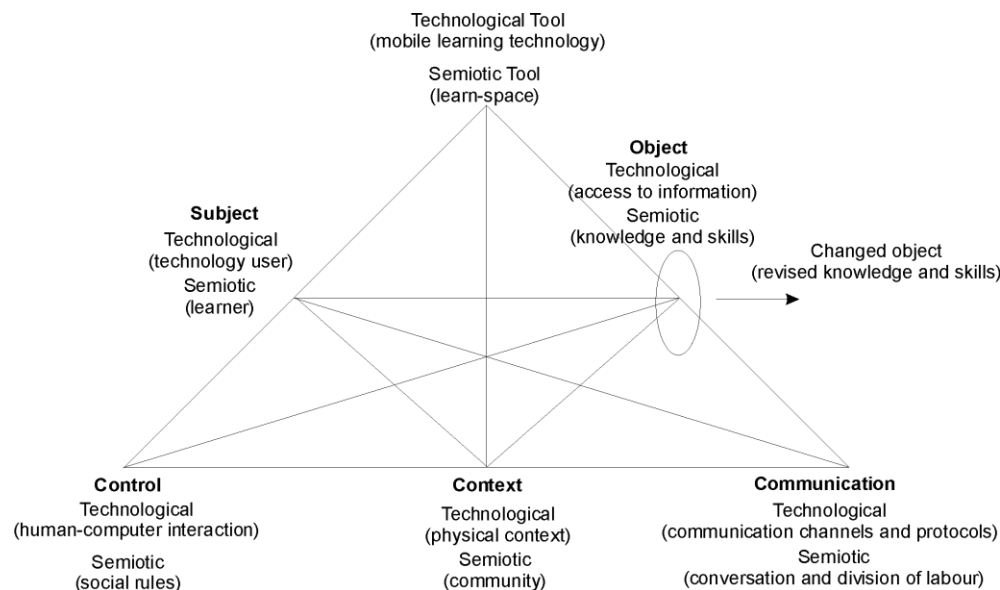 Technological Tool
(mobile learning technology)
Semiotic Tool
(learn-space)
Object
Technological
(access to information)
Semiotic
(knowledge and skills)
Subject
Technological
(technology user)
Semiotic
(learner)
Changed object
(revised knowledge and skills)
Control
Technological
(human-computer interaction)
Semiotic
(social rules)
Context
Technological
(physical context)
Semiotic
(community)
Communication
Technological
(communication channels and protocols)
Semiotic
(conversation and division of labour)